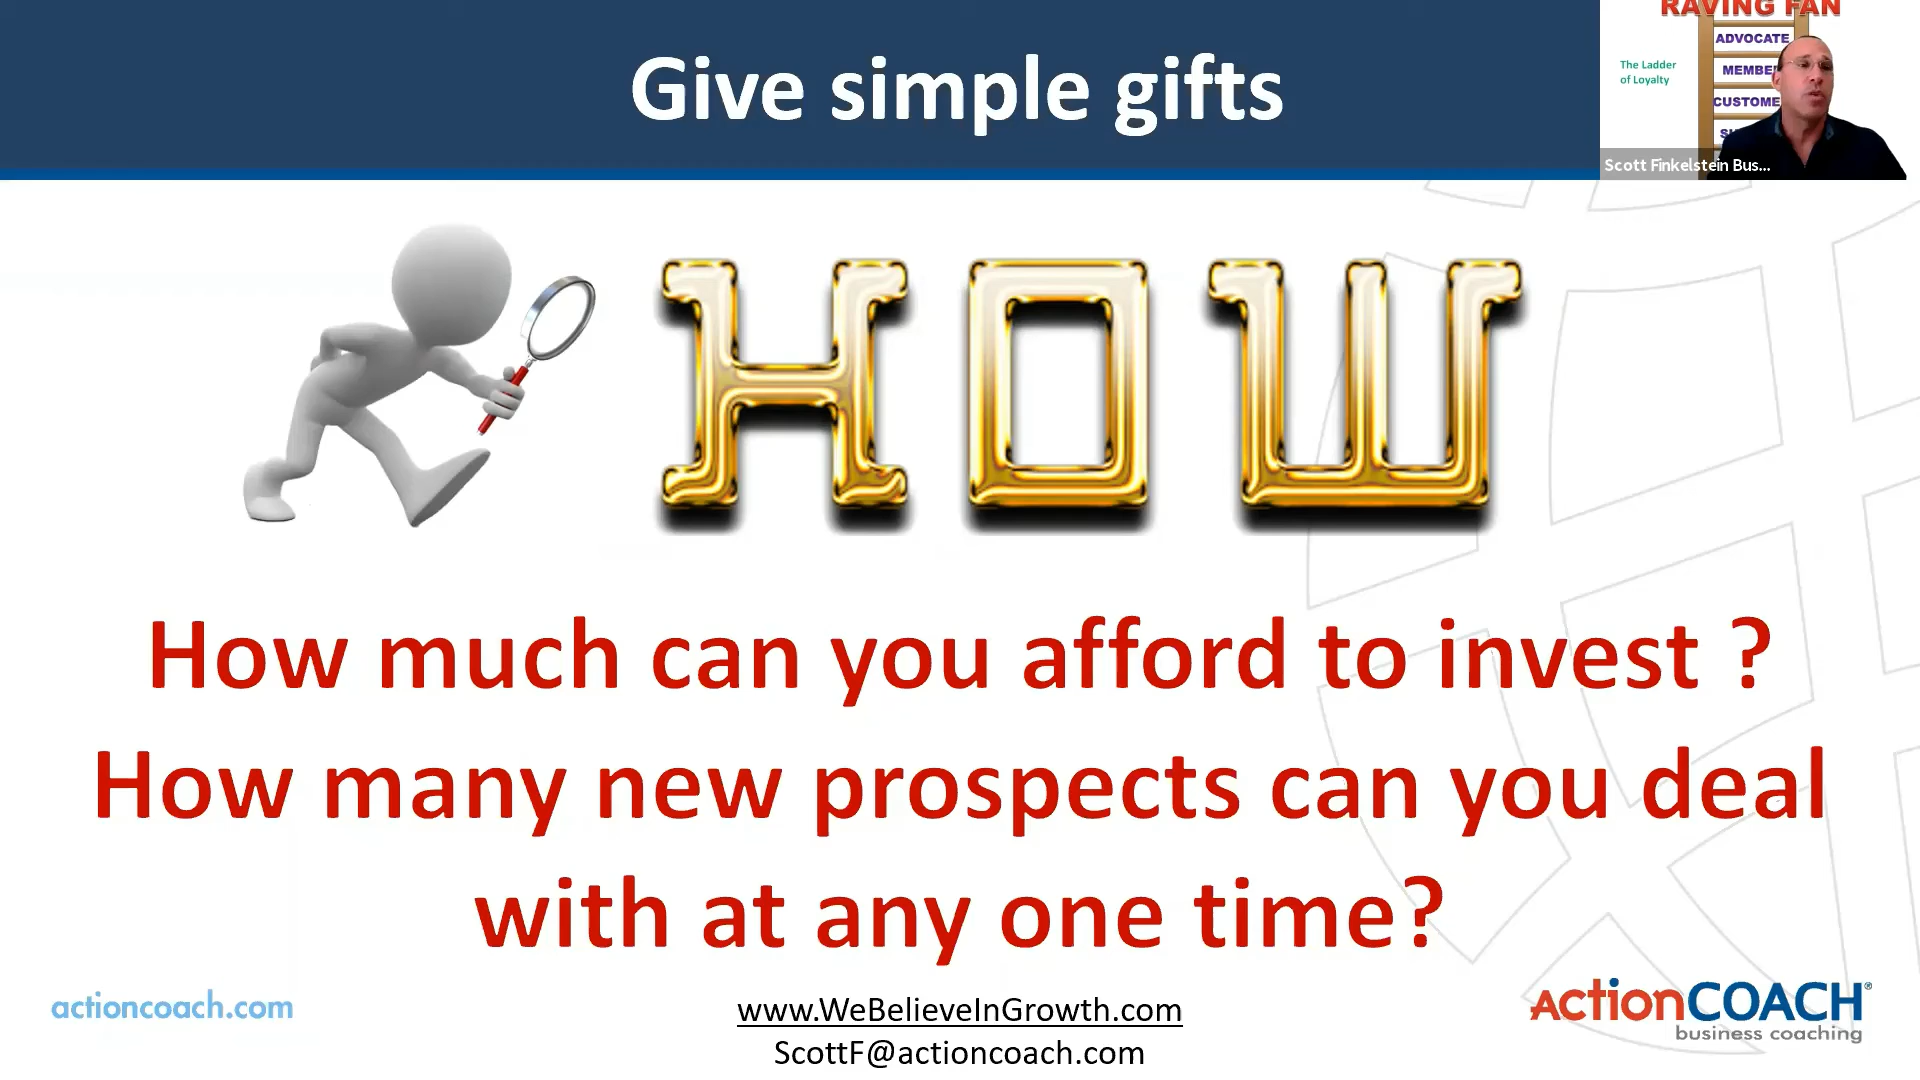 Give simple gifts
RAVING FAN
ADVOCATE
The Ladder
of Loyalty
MEMBE
CUSTOME
Scott Finkelstein Bus...
HOW
How much can you afford to invest ?
How many new prospects can you deal
with at any one time?
actioncoach.com
www.WeBelieveInGrowth.com
ScottF@actioncoach.com
ActionCOACH®
business coaching